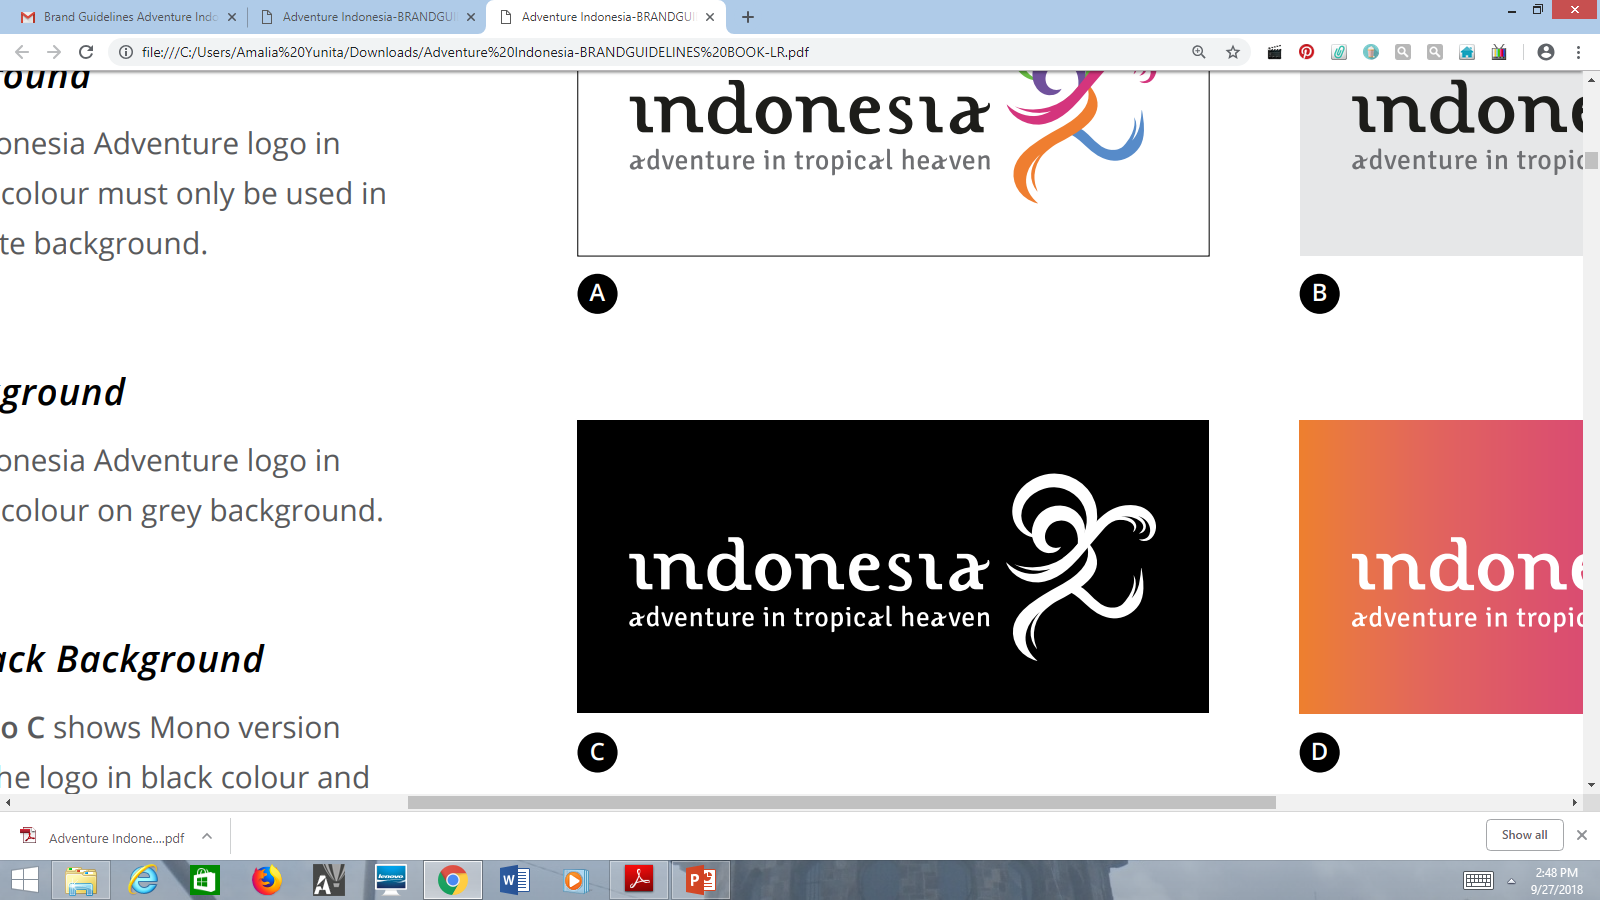 Brand Guidelines Adventure Indo
Adventure Indonesia-BRANDGUI
Adventure Indonesia-BRANDGUI
file:///C:/Users/Amalia%20Yunita/Downloads/Adventure%20Indonesia-BRANDGUIDELINES%20BOOK-LR.pdf
ound
onesia Adventure logo in
colour must only be used in
te background.
indonesia
adventure in tropical heaven
A
indone
adventure in tropic
B
ground
onesia Adventure logo in
colour on grey background.
ack Background
o C shows Mono version
he logo in black colour and
indonesia
adventure in tropical heaven
C
indone
adventure in tropic
D
Adventure Indone....pdf
Show all
lenovo
2:48 PM
9/27/2018